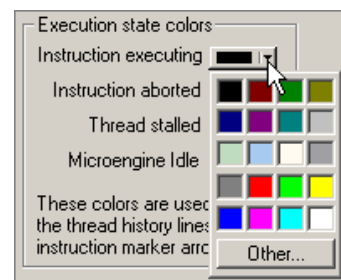 Execution state colors
Instruction executing
Instruction aborted
Thread stalled
Microengine Idle
These colors are used
the thread history lines
instruction marker
Other...